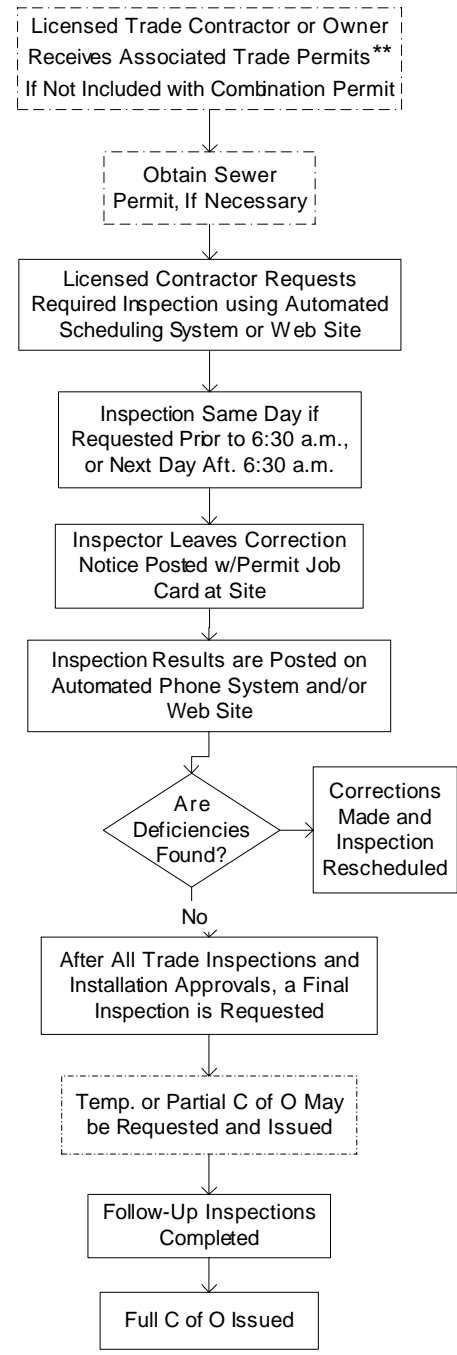 Licensed Trade Contractor or Owner
Receives Associated Trade Permits**
If Not Included with Combination Permit
Obtain Sewer
Permit, If Necessary
Licensed Contractor Requests
Required Inspection using Automated
Scheduling System or Web Site
Inspection Same Day if
Requested Prior to 6:30 a.m.,
or Next Day Aft. 6:30 a.m.
Inspector Leaves Correction
Notice Posted w/Permit Job
Card at Site
Inspection Results are Posted on
Automated Phone System and/or
Web Site
Are
Deficiencies
Found?
Corrections
Made and
Inspection
Rescheduled
No
After All Trade Inspections and
Installation Approvals, a Final
Inspection is Requested
Temp. or Partial C of O May
be Requested and Issued
Follow-Up Inspections
Completed
Full C of O Issued